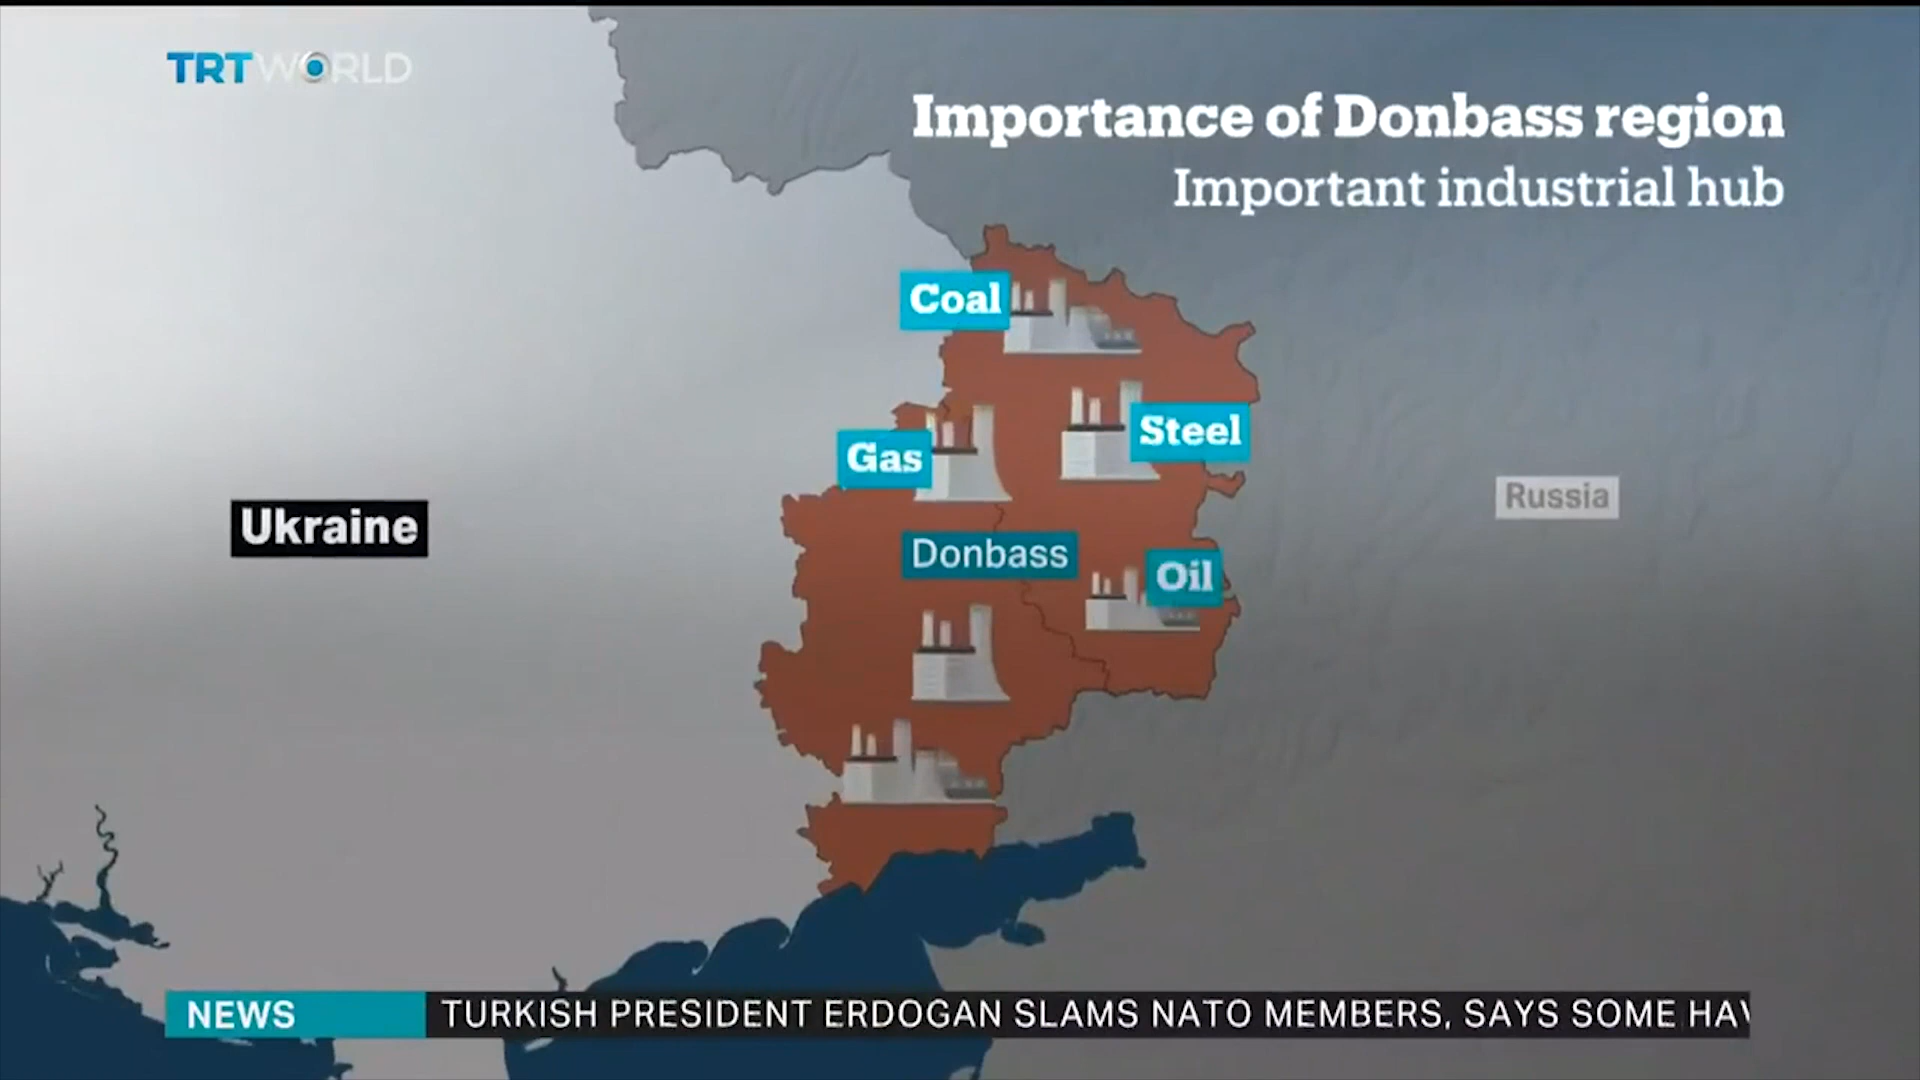 TRT WORLD
Importance of Donbass region
Important industrial hub
Coal
Steel
Gas
Ukraine
Russia
Donbass
Oil
NEWS
TURKISH PRESIDENT ERDOGAN SLAMS NATO MEMBERS, SAYS SOME HAV